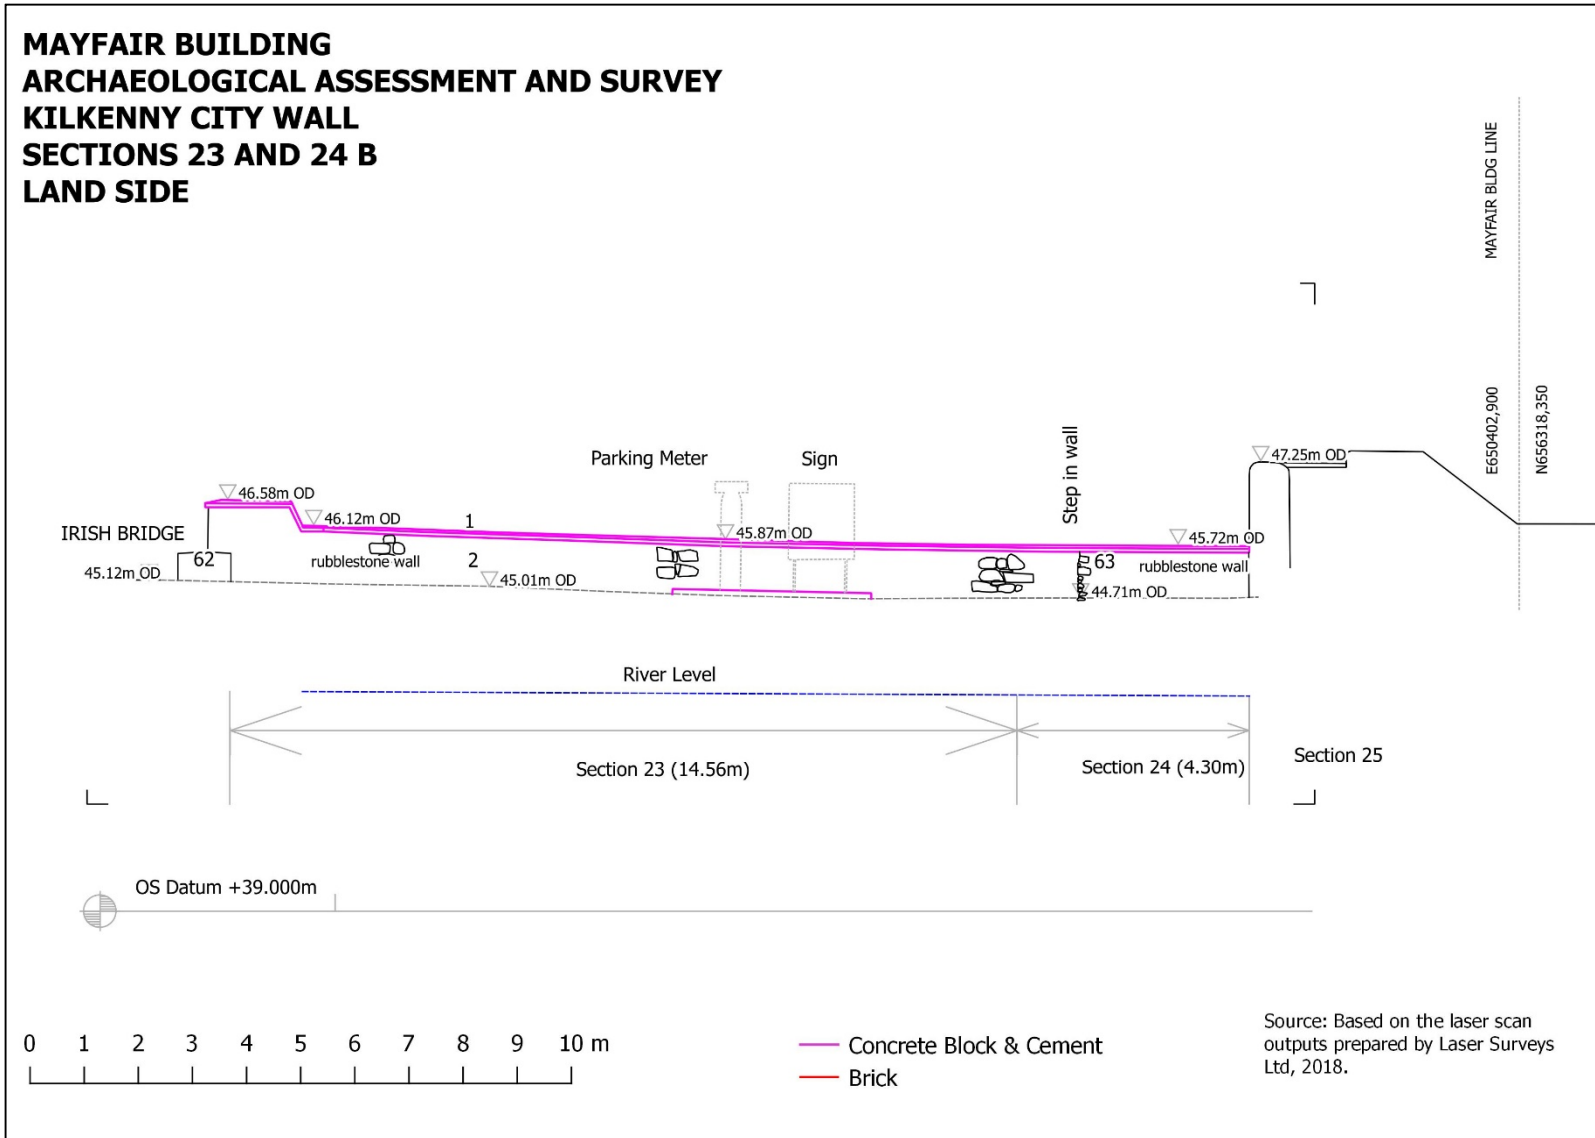 MAYFAIR BUILDING
ARCHAEOLOGICAL ASSESSMENT AND SURVEY
KILKENNY CITY WALL
SECTIONS 23 AND 24 B
LAND SIDE
MAYFAIR BLDG LINE
E650402,900
N656318,350
Parking Meter
Sign
Step in wall
47.25m OD
46.58m OD
46.12m OD
1
45.87m OD
45.72m OD
IRISH BRIDGE
62
rubblestone wall
2
63
rubblestone wall
45.12m OD
45.01m OD
44.71m OD
River Level
Section 23 (14.56m)
Section 24 (4.30m)
Section 25
OS Datum +39.000m
0 1 2 3 4 5 6 7 8 9 10 m
Concrete Block & Cement
Brick
Source: Based on the laser scan
outputs prepared by Laser Surveys
Ltd, 2018.